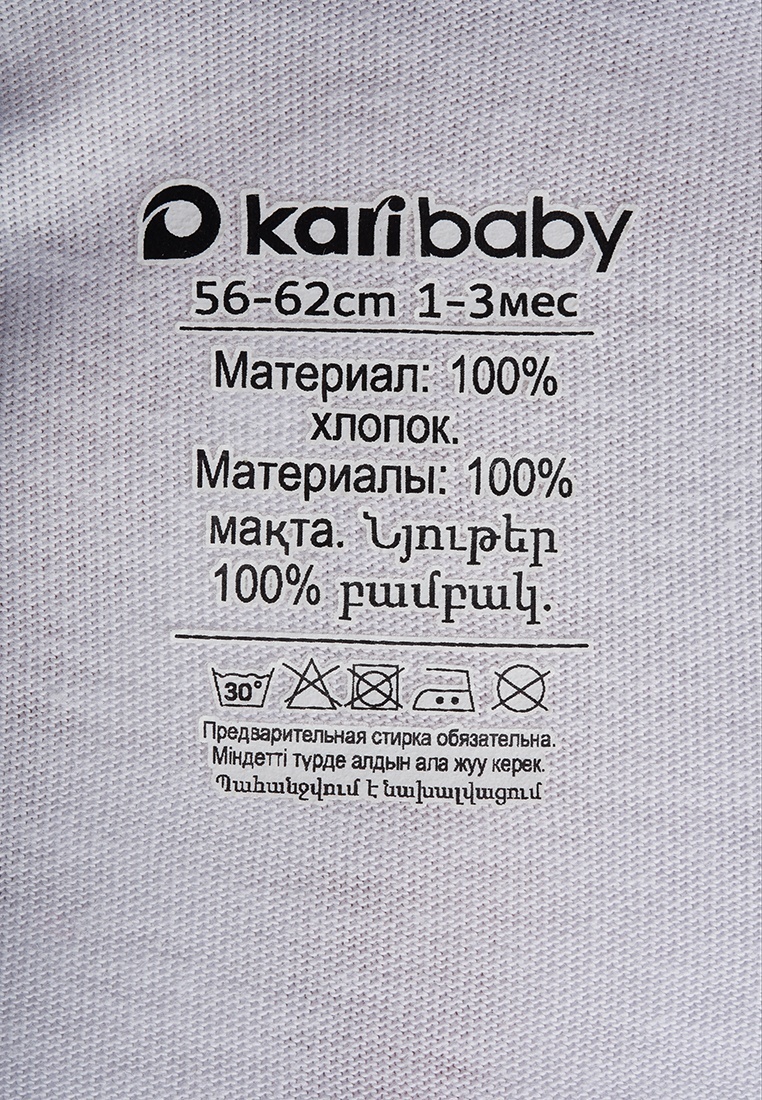 kari baby
56-62cm 1-3мес
Материал: 100%
хлопок.
Материалы: 100%
мақта. Նյութեր
100% բամբակ.
30°
Предварительная стирка обязательна.
Міндетті түрде алдын ала жуу керек.
Պահանջվում է նախալվացում